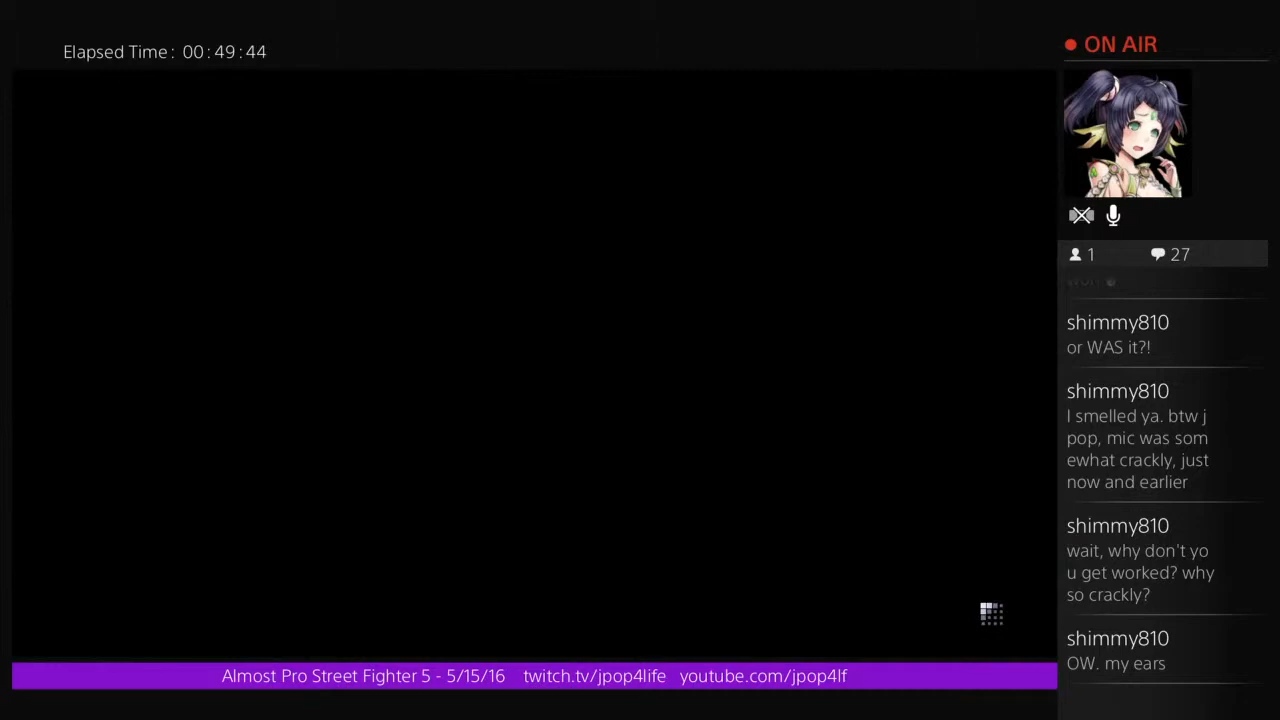 Elapsed Time: 00:49:44
ON AIR
1 27
shimmy810
or WAS it?!
shimmy810
I smelled ya. btw j
pop, mic was som
ewhat crackly, just
now and earlier
shimmy810
wait, why don't yo
u get worked? why
so crackly?
shimmy810
OW. my ears
Almost Pro Street Fighter 5 - 5/15/16 twitch.tv/jpop4life youtube.com/jpop4lf